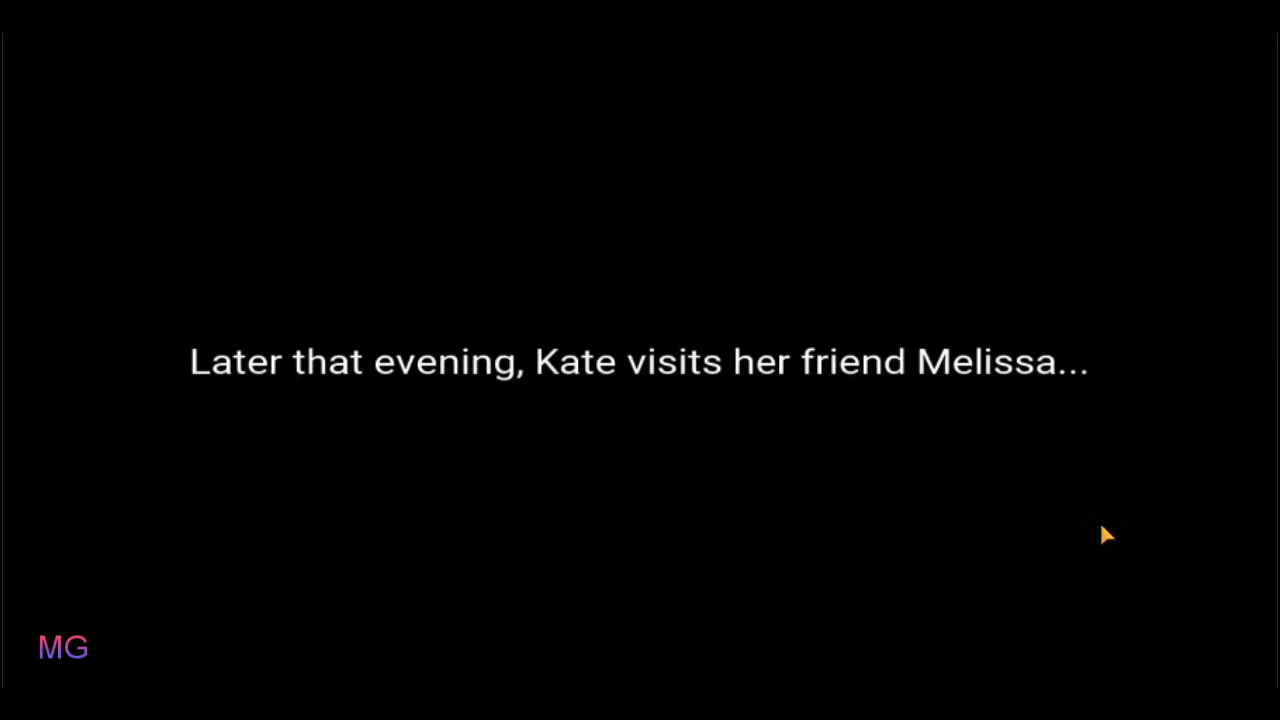 Later that evening, Kate visits her friend Melissa...
MG